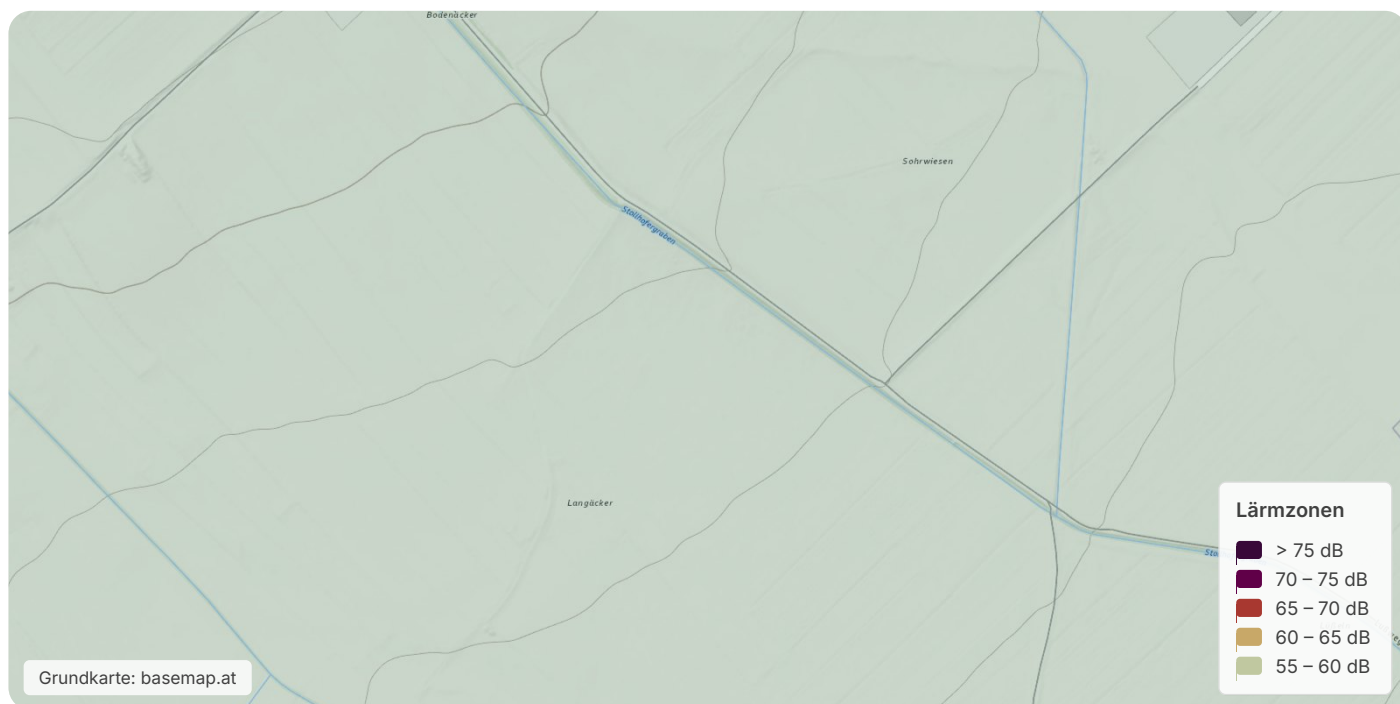 Bodenäcker
Sohrwiesen
Stollhofergraben
Langäcker
Lärmzonen
> 75 dB
70 – 75 dB
65 – 70 dB
60 – 65 dB
55 – 60 dB
Grundkarte: basemap.at